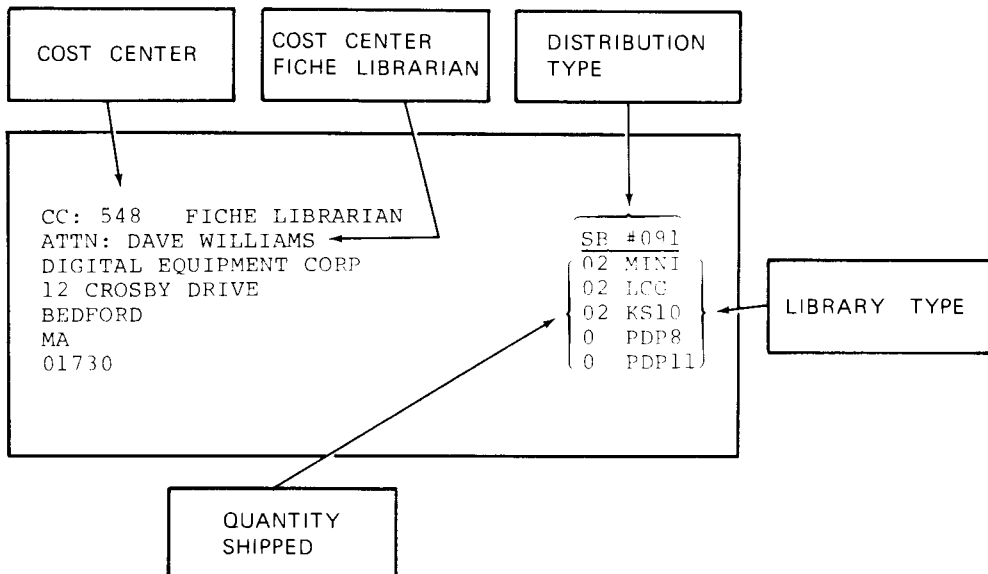 COST CENTER
COST CENTER
FICHE LIBRARIAN
DISTRIBUTION
TYPE
CC: 548 FICHE LIBRARIAN
ATTN: DAVE WILLIAMS
DIGITAL EQUIPMENT CORP
12 CROSBY DRIVE
BEDFORD
MA
01730
SB #091
02 MINI
02 LCG
02 KS10
0 PDP8
0 PDP11
LIBRARY TYPE
QUANTITY
SHIPPED